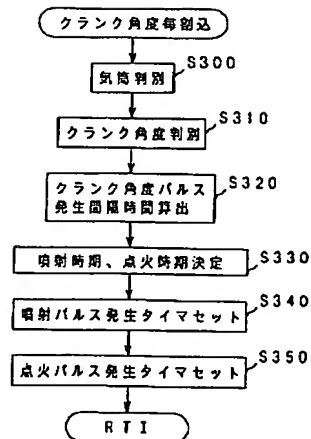 クランク角度毎割込
S300
気筒判別
S310
クランク角度判別
S320
クランク角度パルス
発生間隔時間算出
S330
噴射時期、点火時期決定
S340
噴射パルス発生タイマセット
S350
点火パルス発生タイマセット
RTI